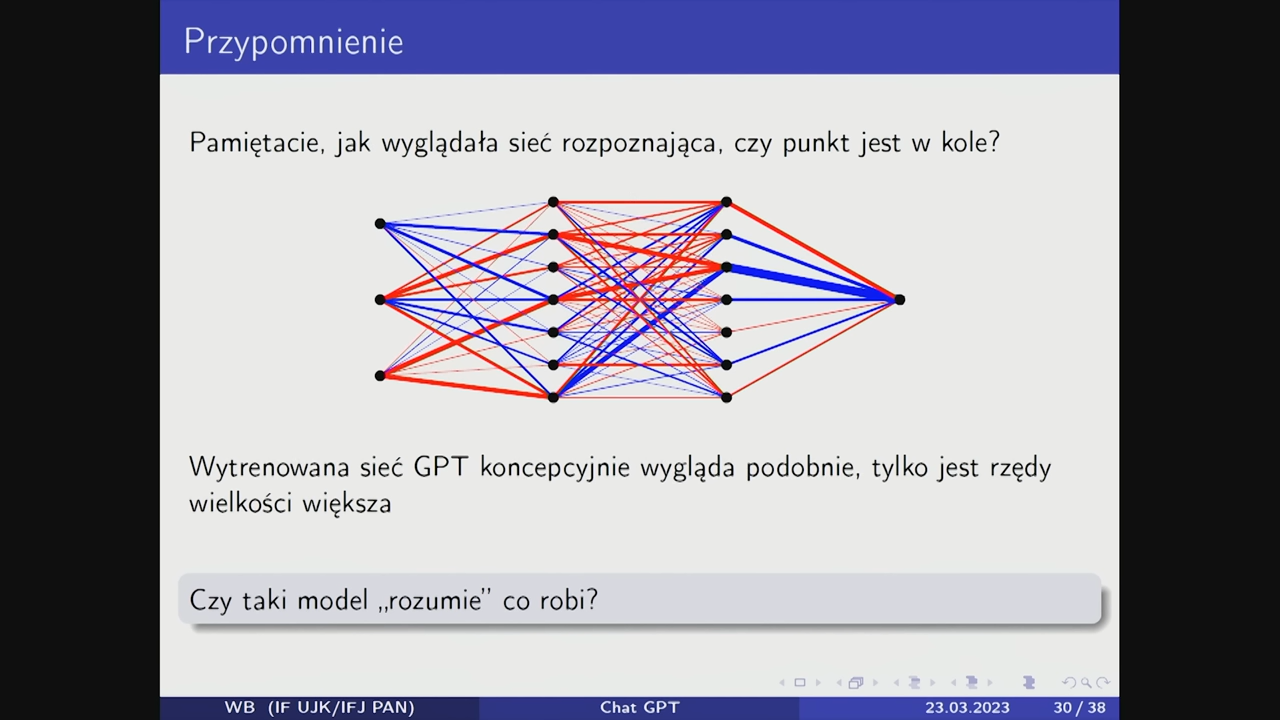 Przypomnienie
Pamiętacie, jak wyglądała sieć rozpoznająca, czy punkt jest w kole?
Wytrenowana sieć GPT koncepcyjnie wygląda podobnie, tylko jest rzędy
wielkości większa
Czy taki model „rozumie” co robi?
WB (IF UJK/IFJ PAN)
Chat GPT
23.03.2023
30 / 38